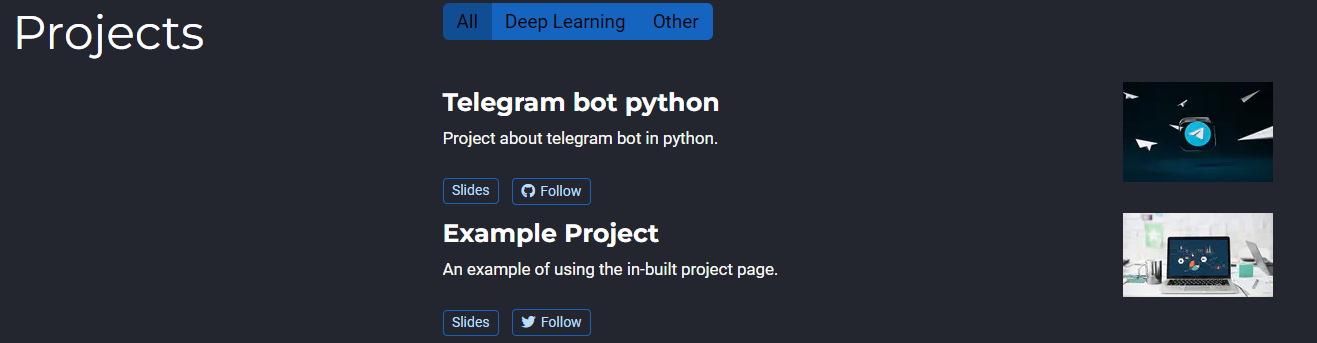 Projects
All Deep Learning Other
Telegram bot python
Project about telegram bot in python.
Slides Follow
Example Project
An example of using the in-built project page.
Slides Follow